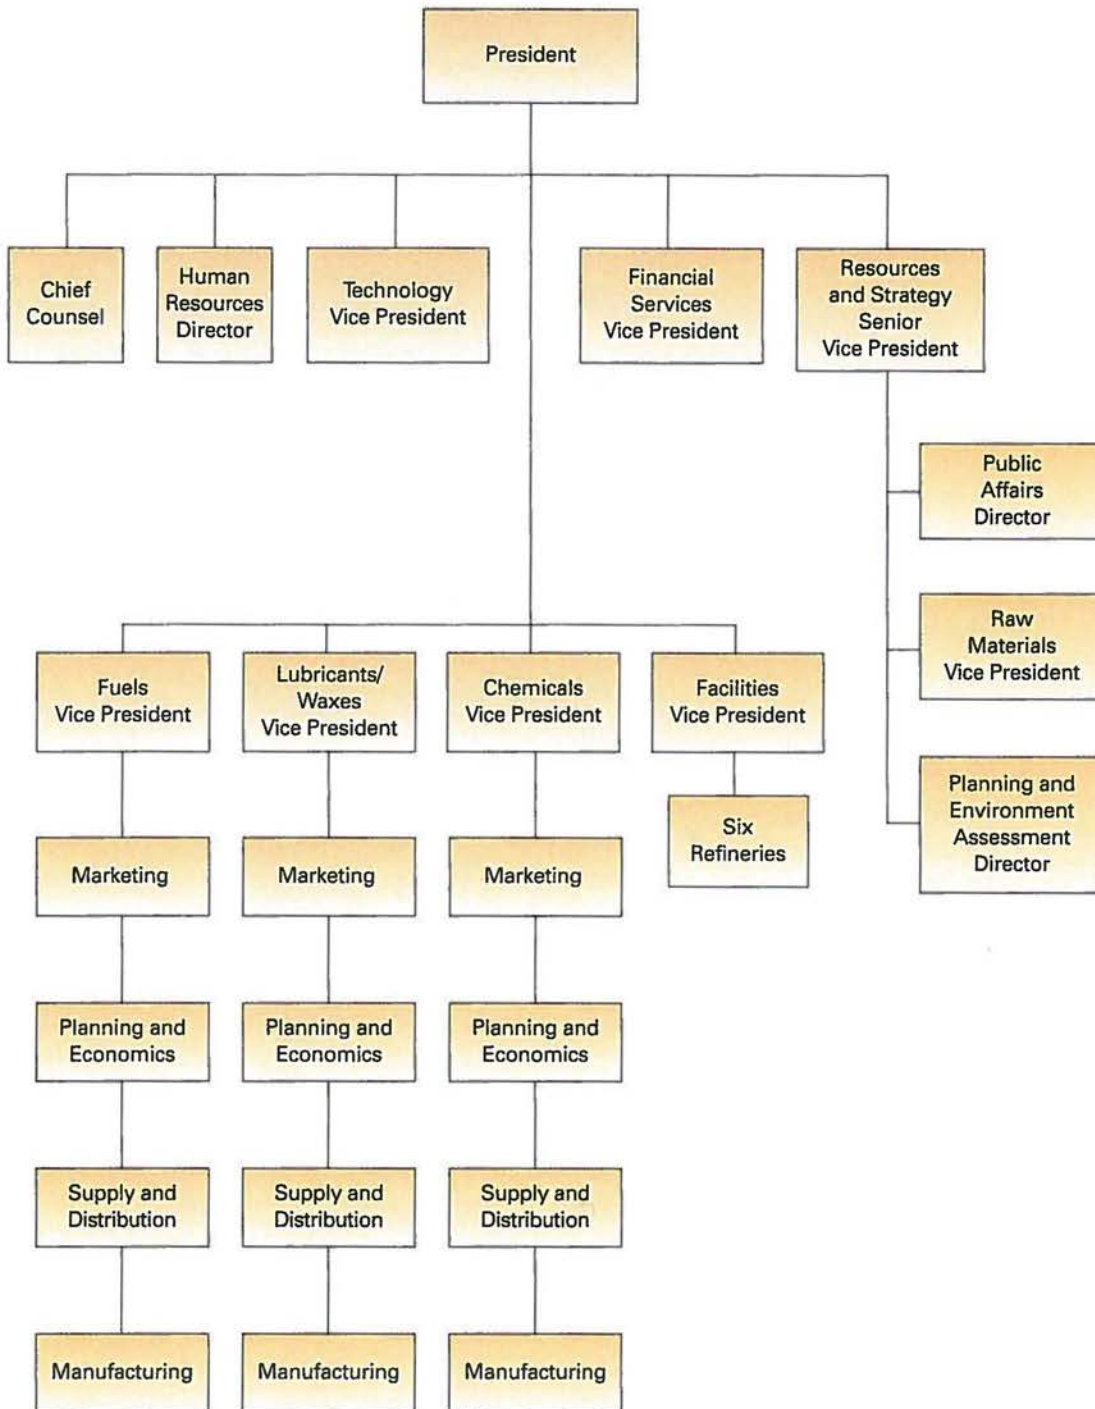 President
Chief
Counsel
Human
Resources
Director
Technology
Vice President
Financial
Services
Vice President
Resources
and Strategy
Senior
Vice President
Public
Affairs
Director
Raw
Materials
Vice President
Planning and
Environment
Assessment
Director
Fuels
Vice President
Lubricants/
Waxes
Vice President
Chemicals
Vice President
Facilities
Vice President
Six
Refineries
Marketing
Marketing
Marketing
Planning and
Economics
Planning and
Economics
Planning and
Economics
Supply and
Distribution
Supply and
Distribution
Supply and
Distribution
Manufacturing
Manufacturing
Manufacturing